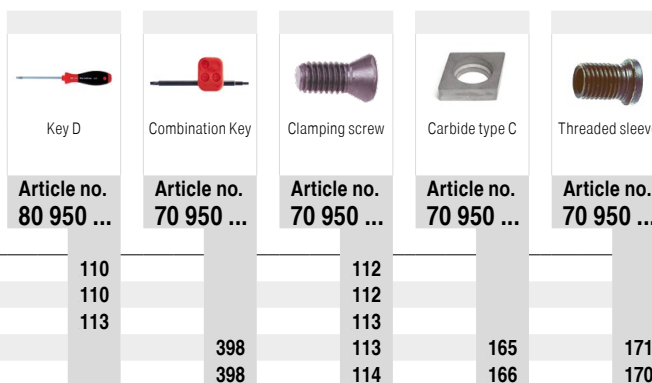 Key D Combination Key Clamping screw Carbide type C Threaded sleeve
Article no. Article no. Article no. Article no. Article no.
80 950 ... 70 950 ... 70 950 ... 70 950 ... 70 950 ...
110 112
110 112
113 113
398 113 165 171
398 114 166 170